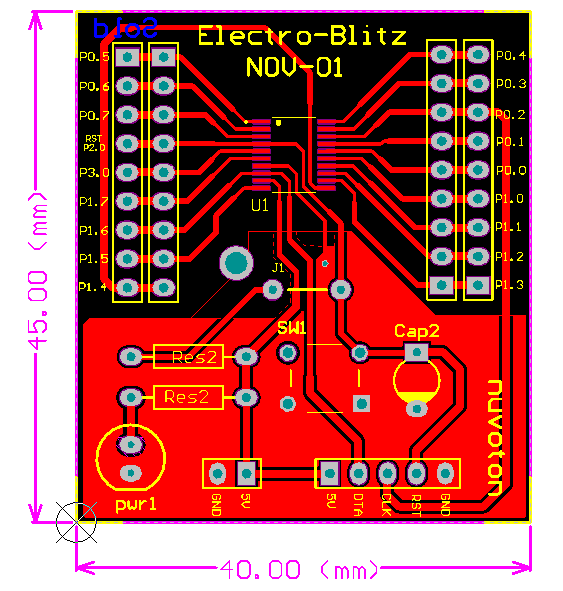 Sold
Electro-Blitz
NOV-01
P0.5
P0.6
P0.7
RST
P2.0
P3.0
P1.7
P1.6
P1.5
P1.4
P0.4
P0.3
P0.2
P0.1
P0.0
P1.0
P1.1
P1.2
P1.3
U1
J1
SW1
Cap2
Res2
Res2
pwr1
GND
5V
5V
DTA
CLK
RST
GND
nuvoton
45.00 (mm)
40.00 (mm)